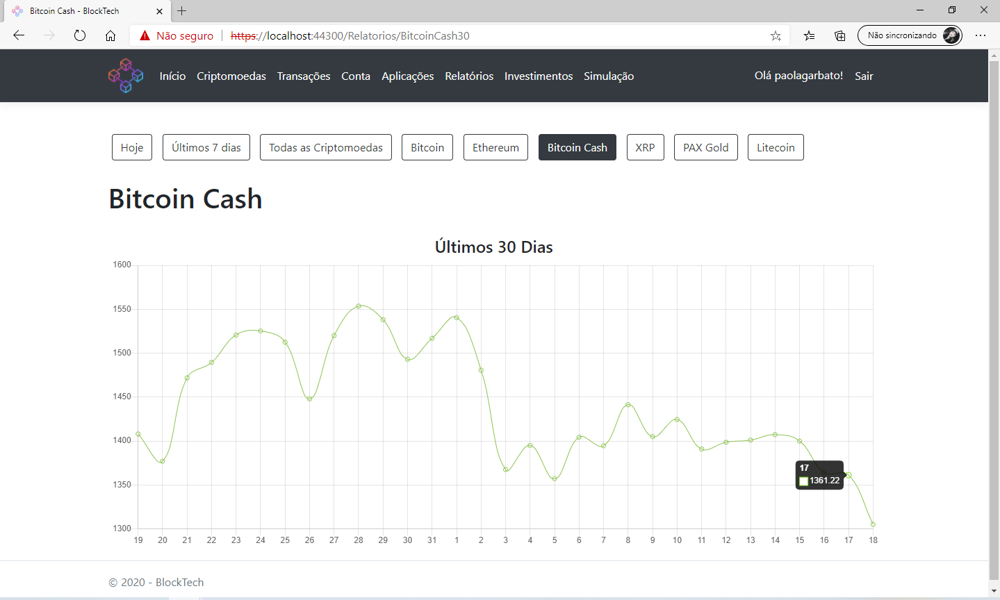 Bitcoin Cash - BlockTech
Não seguro https://localhost:44300/Relatorios/BitcoinCash30 Não sincronizando
Início Criptomoedas Transações Conta Aplicações Relatórios Investimentos Simulação Olá paolagarbato! Sair
Hoje Últimos 7 dias Todas as Criptomoedas Bitcoin Ethereum Bitcoin Cash XRP PAX Gold Litecoin
Bitcoin Cash
Últimos 30 Dias
1600
1550
1500
1450
1400
1350
1300
17
1361.22
19 20 21 22 23 24 25 26 27 28 29 30 31 1 2 3 4 5 6 7 8 9 10 11 12 13 14 15 16 17 18
© 2020 - BlockTech